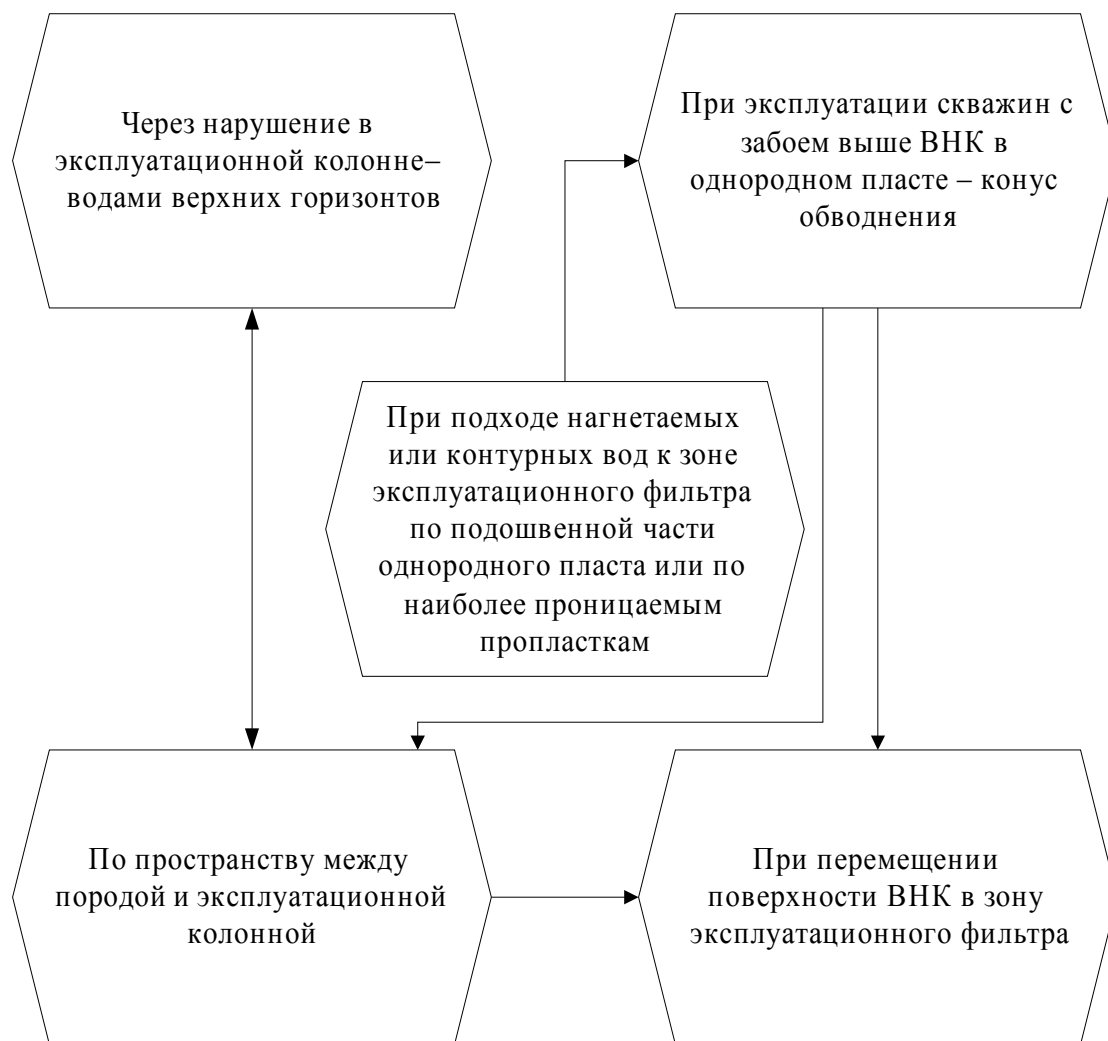 Через нарушение в
эксплуатационной колонне–
водами верхних горизонтов
При эксплуатации скважин с
забоем выше ВНК в
однородном пласте – конус
обводнения
При подходе нагнетаемых
или контурных вод к зоне
эксплуатационного фильтра
по подошвенной части
однородного пласта или по
наиболее проницаемым
пропласткам
По пространству между
породой и эксплуатационной
колонной
При перемещении
поверхности ВНК в зону
эксплуатационного фильтра